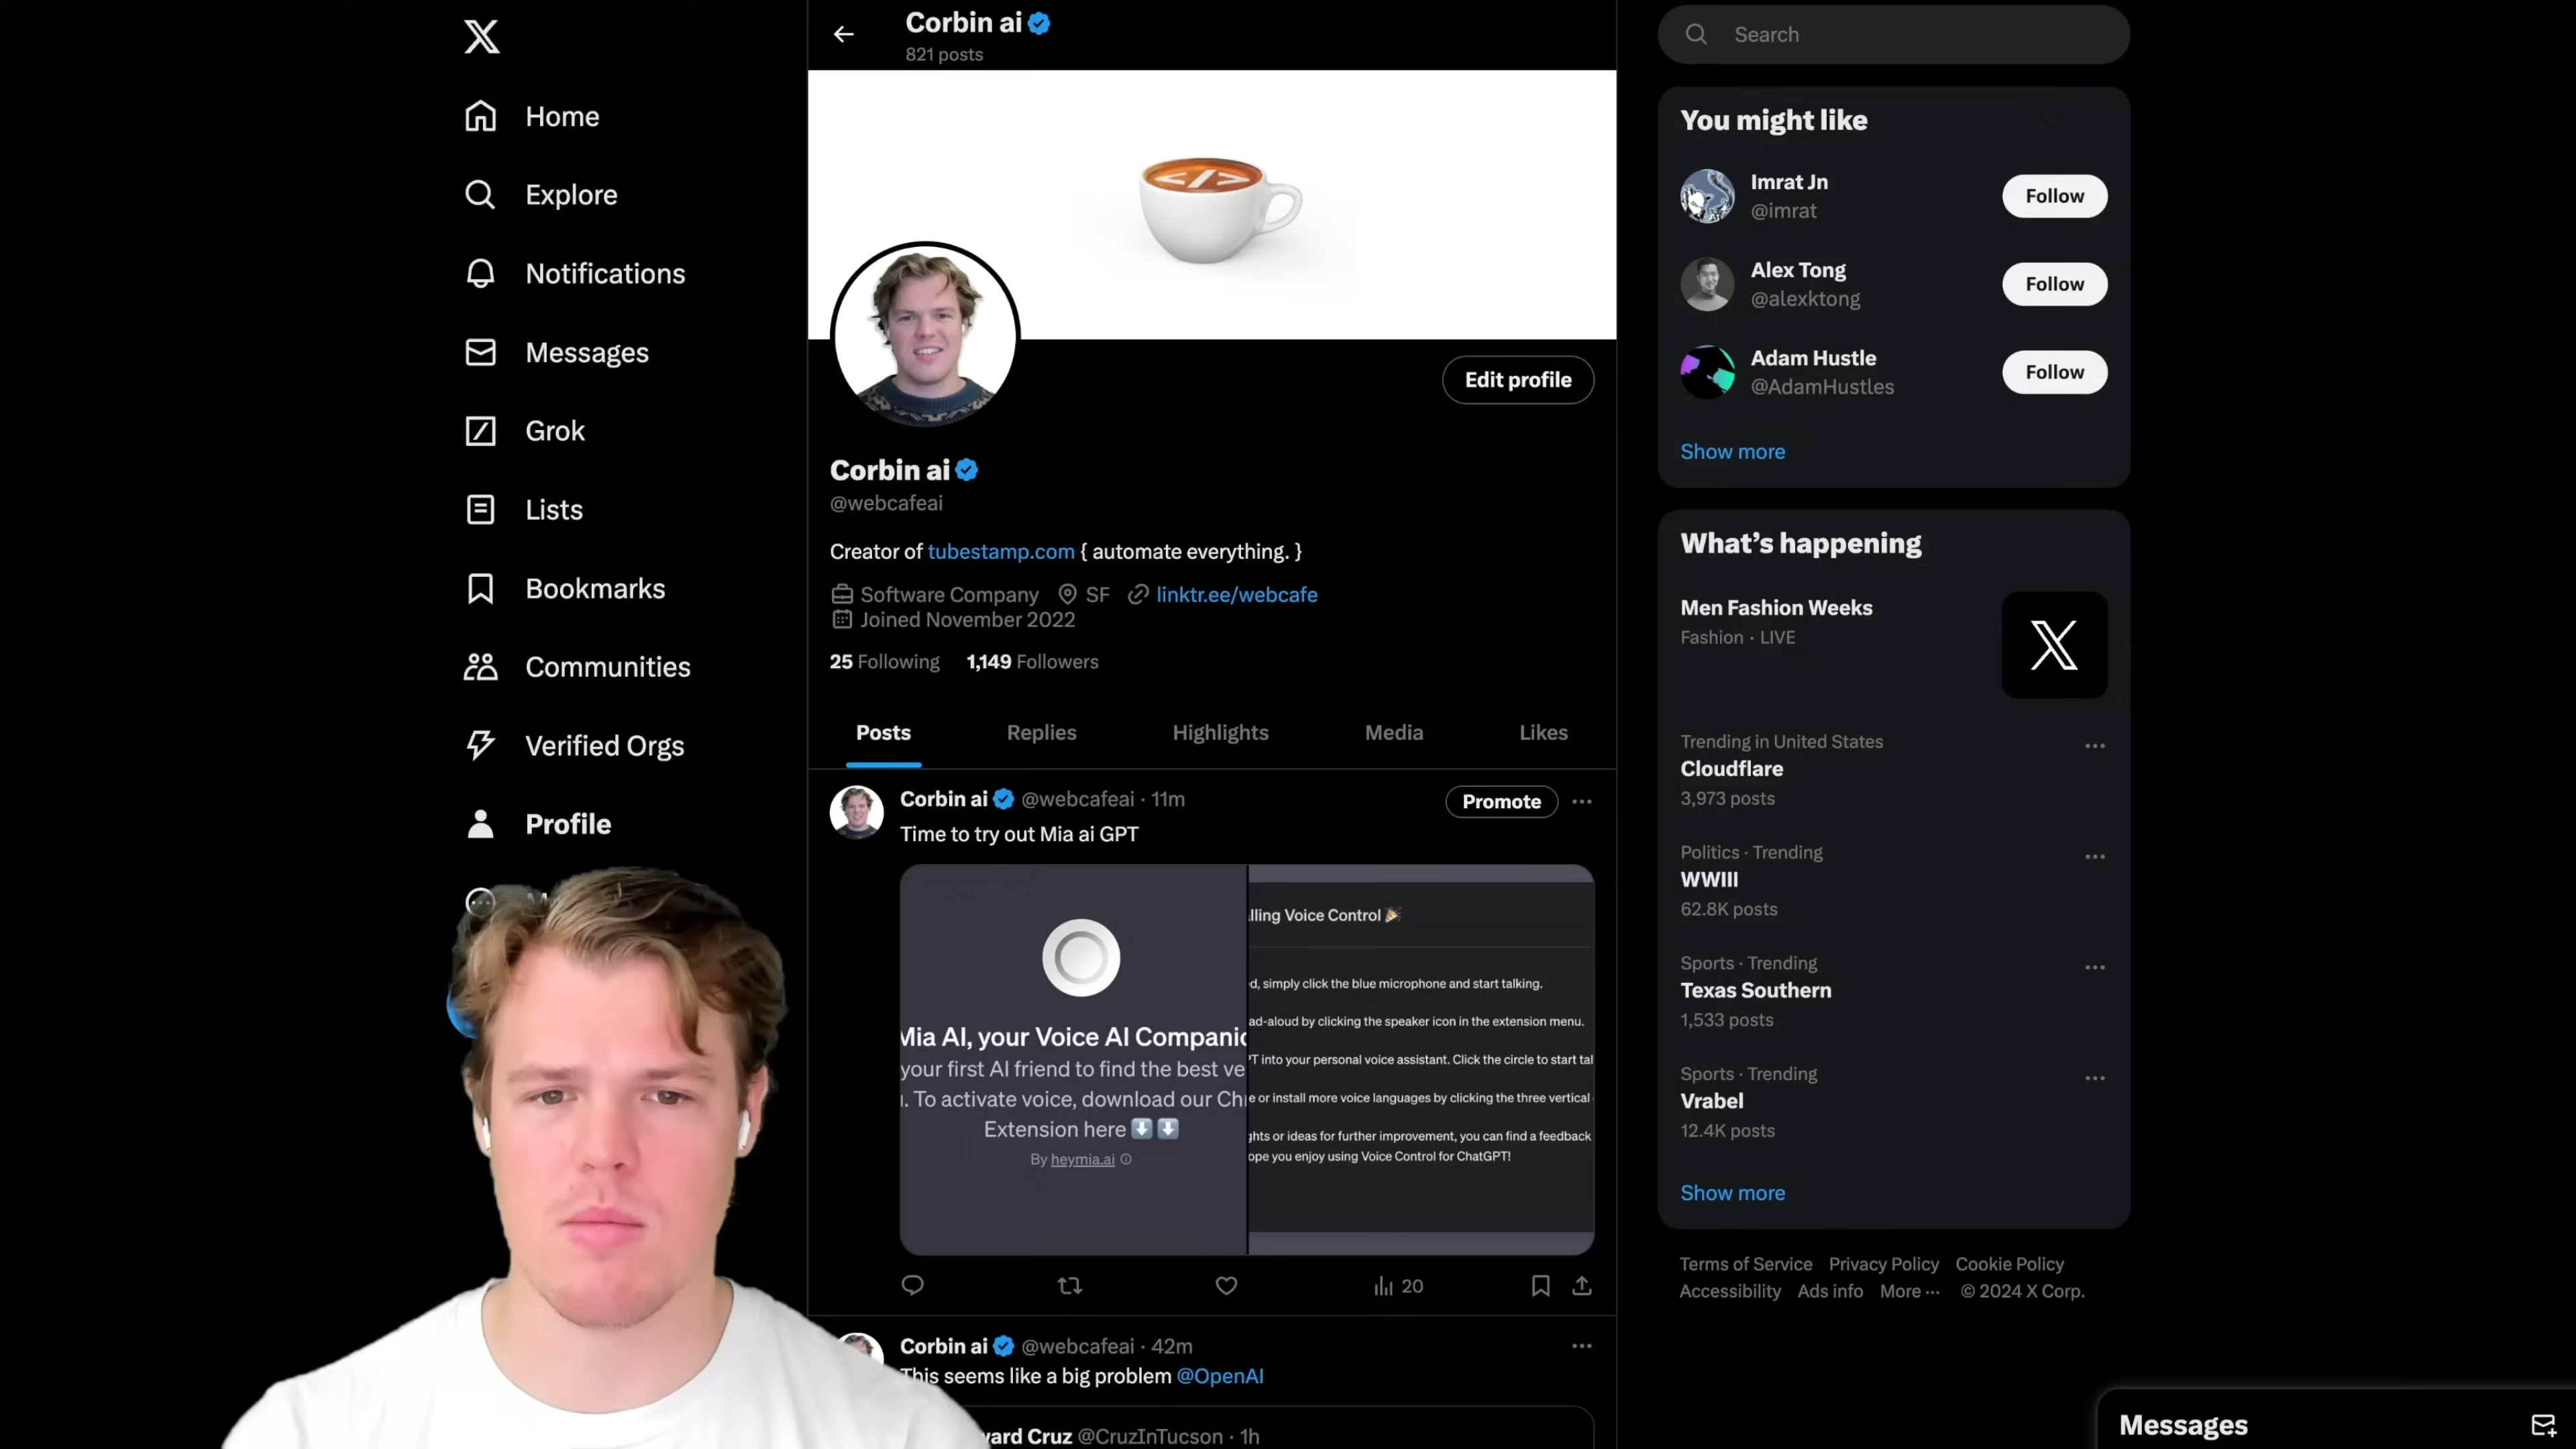 Home
Explore
Notifications
Messages
Grok
Lists
Bookmarks
Communities
Verified Orgs
Profile
Corbin ai
821 posts
</>
Edit profile
Corbin ai
@webcafeai
Creator of tubestamp.com { automate everything. }
Software Company SF linktr.ee/webcafe
Joined November 2022
25 Following 1,149 Followers
Posts Replies Highlights Media Likes
Corbin ai @webcafeai · 11m
Promote
Time to try out Mia ai GPT
Mia AI, your Voice AI Companio
your first AI friend to find the best ve
. To activate voice, download our Ch
Extension here
By heymia.ai
lling Voice Control
d, simply click the blue microphone and start talking.
ad-aloud by clicking the speaker icon in the extension menu.
T into your personal voice assistant. Click the circle to start tal
e or install more voice languages by clicking the three vertical
ghts or ideas for further improvement, you can find a feedback
ope you enjoy using Voice Control for ChatGPT!
20
Corbin ai @webcafeai · 42m
This seems like a big problem @OpenAI
ward Cruz @CruzInTucson · 1h
Search
You might like
Imrat Jn
@imrat
Follow
Alex Tong
@alexktong
Follow
Adam Hustle
@AdamHustles
Follow
Show more
What's happening
Men Fashion Weeks
Fashion · LIVE
Trending in United States
Cloudflare
3,973 posts
Politics · Trending
WWIII
62.8K posts
Sports · Trending
Texas Southern
1,533 posts
Sports · Trending
Vrabel
12.4K posts
Show more
Terms of Service Privacy Policy Cookie Policy
Accessibility Ads info More ··· © 2024 X Corp.
Messages